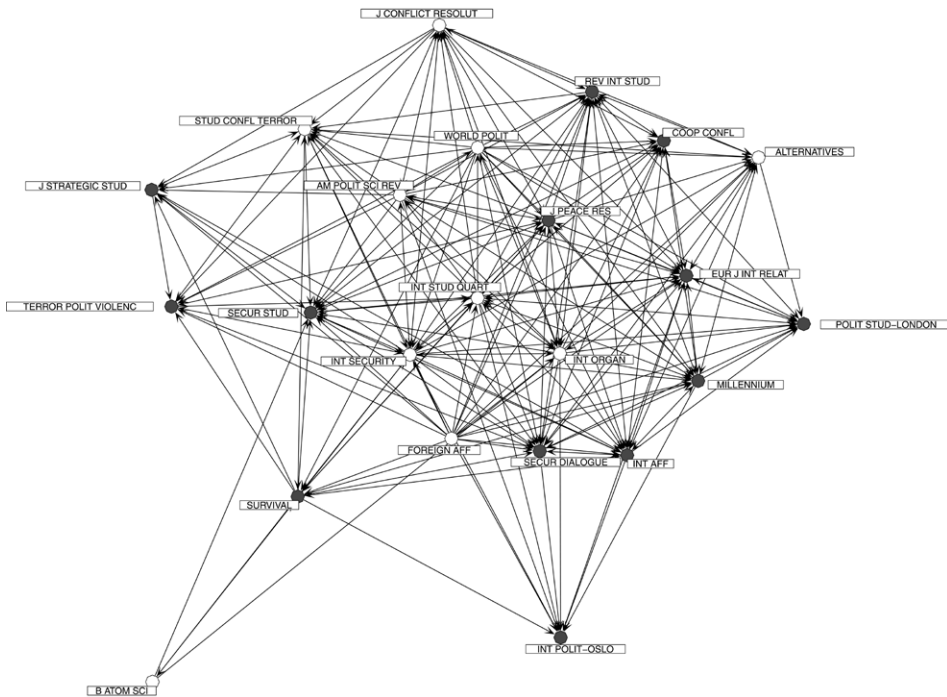 J CONFLICT RESOLUT
REV INT STUD
STUD CONFL TERROR
WORLD POLIT
COOP CONFL
ALTERNATIVES
J STRATEGIC STUD
AM POLIT SCI REV
J PEACE RES
EUR J INT RELAT
INT STUD QUART
TERROR POLIT VIOLENC
SECUR STUD
POLIT STUD-LONDON
INT SECURITY
INT ORGAN
MILLENNIUM
FOREIGN AFF
SECUR DIALOGUE
INT AFF
SURVIVAL
INT POLIT-OSLO
B ATOM SCI